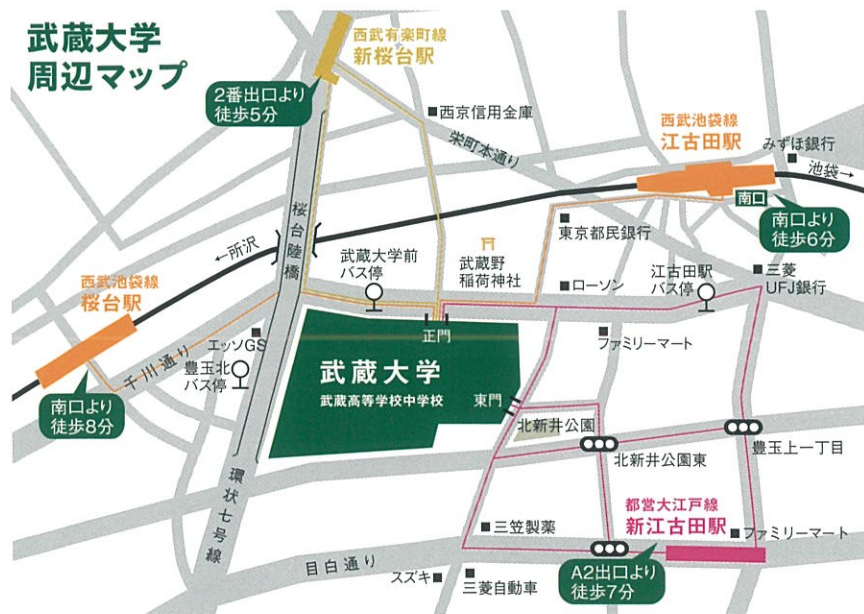 武蔵大学
周辺マップ
西武有楽町線
新桜台駅
2番出口より
徒歩5分
西京信用金庫
栄町本通り
西武池袋線
江古田駅
みずほ銀行
池袋→
南口
南口より
徒歩6分
東京都民銀行
桜台陸橋
←所沢
武蔵大学前
バス停
武蔵野
稲荷神社
ローソン
江古田駅
バス停
三菱
UFJ銀行
西武池袋線
桜台駅
千川通り
エッソGS
豊玉北
バス停
南口より
徒歩8分
正門
武蔵大学
武蔵高等学校中学校
東門
ファミリーマート
北新井公園
北新井公園東
豊玉上一丁目
環状七号線
目白通り
三笠製薬
都営大江戸線
新江古田駅
ファミリーマート
スズキ
三菱自動車
A2出口より
徒歩7分